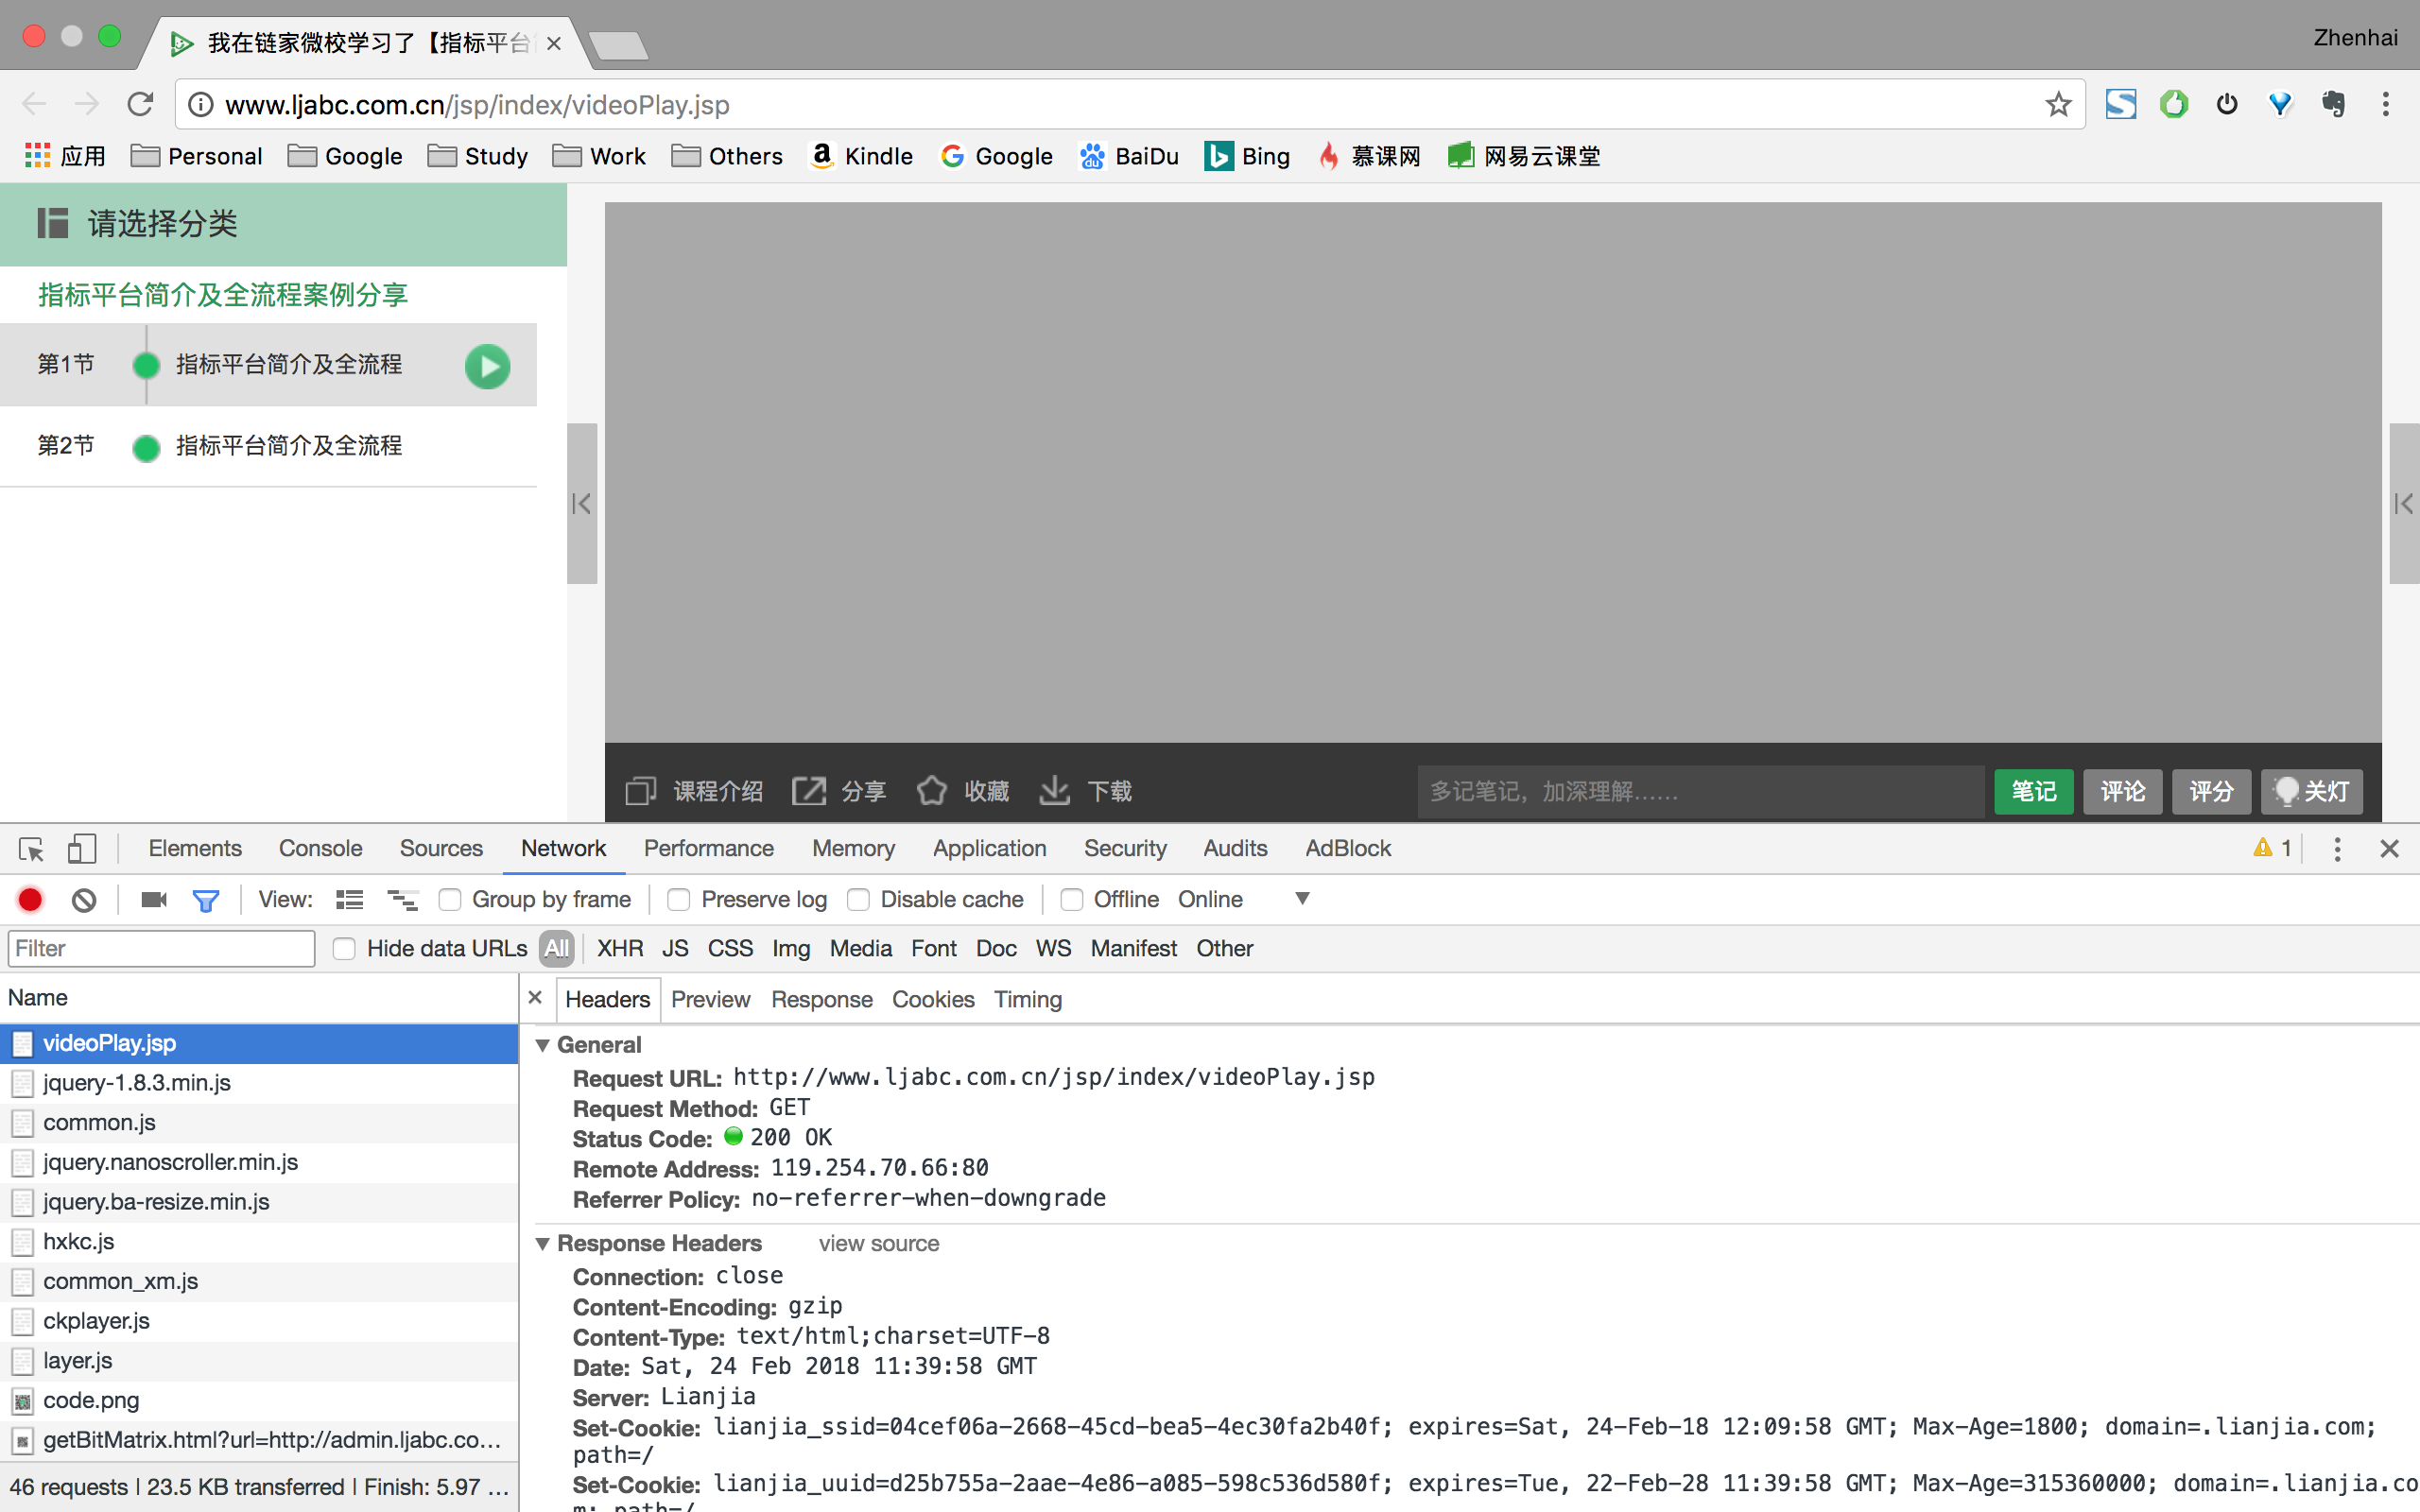 我在链家微校学习了【指标平台
Zhenhai
www.ljabc.com.cn/jsp/index/videoPlay.jsp
应用 Personal Google Study Work Others Kindle Google BaiDu Bing 慕课网 网易云课堂
请选择分类
指标平台简介及全流程案例分享
第1节 指标平台简介及全流程
第2节 指标平台简介及全流程
课程介绍 分享 收藏 下载 多记笔记，加深理解...... 笔记 评论 评分 关灯
Elements Console Sources Network Performance Memory Application Security Audits AdBlock 1
View: Group by frame Preserve log Disable cache Offline Online
Filter Hide data URLs All XHR JS CSS Img Media Font Doc WS Manifest Other
Name
Headers Preview Response Cookies Timing
videoPlay.jsp
jquery-1.8.3.min.js
common.js
jquery.nanoscroller.min.js
jquery.ba-resize.min.js
hxkc.js
common_xm.js
ckplayer.js
layer.js
code.png
getBitMatrix.html?url=http://admin.ljabc.co...
46 requests | 23.5 KB transferred | Finish: 5.97 ...
General
Request URL: http://www.ljabc.com.cn/jsp/index/videoPlay.jsp
Request Method: GET
Status Code: 200 OK
Remote Address: 119.254.70.66:80
Referrer Policy: no-referrer-when-downgrade
Response Headers view source
Connection: close
Content-Encoding: gzip
Content-Type: text/html;charset=UTF-8
Date: Sat, 24 Feb 2018 11:39:58 GMT
Server: Lianjia
Set-Cookie: lianjia_ssid=04cef06a-2668-45cd-bea5-4ec30fa2b40f; expires=Sat, 24-Feb-18 12:09:58 GMT; Max-Age=1800; domain=.lianjia.com;
path=/
Set-Cookie: lianjia_uuid=d25b755a-2aae-4e86-a085-598c536d580f; expires=Tue, 22-Feb-28 11:39:58 GMT; Max-Age=315360000; domain=.lianjia.co
m; path=/